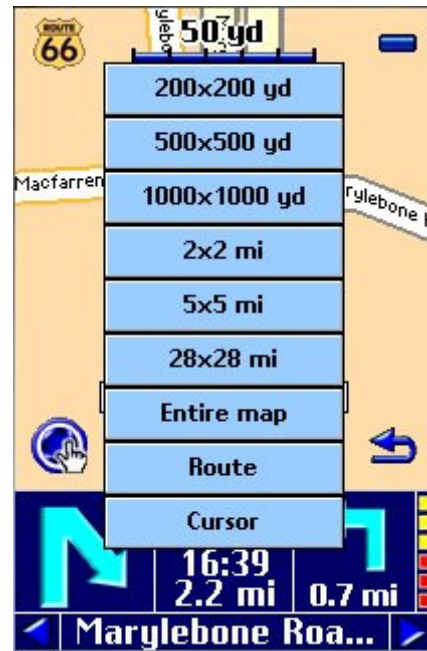 ROUTE
66
50 yd
200x200 yd
500x500 yd
Macfarren
1000x1000 yd
rylebone
2x2 mi
5x5 mi
28x28 mi
Entire map
Route
Cursor
16:39
2.2 mi
0.7 mi
Marylebone Roa...